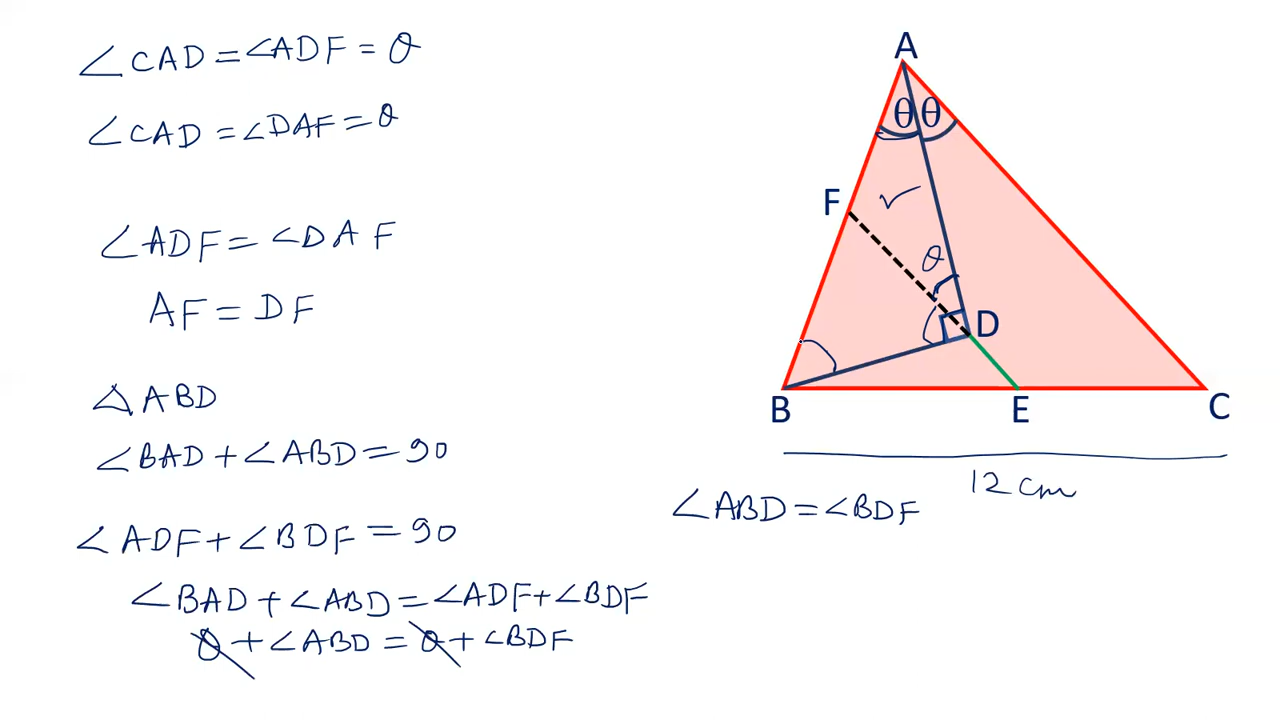 ∠CAD = ∠ADF = θ
∠CAD = ∠DAF = θ
∠ADF = ∠DAF
AF = DF
△ABD
∠BAD + ∠ABD = 90
∠ADF + ∠BDF = 90
∠BAD + ∠ABD = ∠ADF + ∠BDF
θ + ∠ABD = θ + ∠BDF
A
θ θ
F
θ
D
B E C
12 cm
∠ABD = ∠BDF